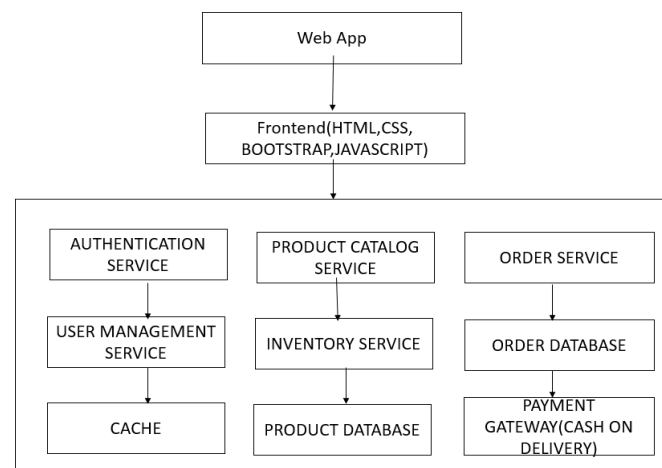 Web App
Frontend(HTML,CSS,
BOOTSTRAP,JAVASCRIPT)
AUTHENTICATION
SERVICE
PRODUCT CATALOG
SERVICE
ORDER SERVICE
USER MANAGEMENT
SERVICE
INVENTORY SERVICE
ORDER DATABASE
CACHE
PRODUCT DATABASE
PAYMENT
GATEWAY(CASH ON
DELIVERY)